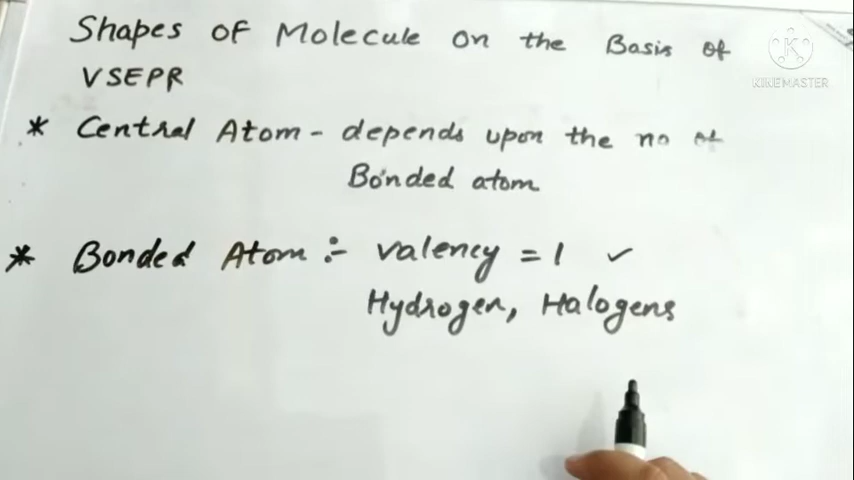 Shapes of Molecule on the Basis of
VSEPR
* Central Atom - depends upon the no of
Bonded atom
* Bonded Atom :- valency = 1 ✓
Hydrogen, Halogens
K
KINEMASTER